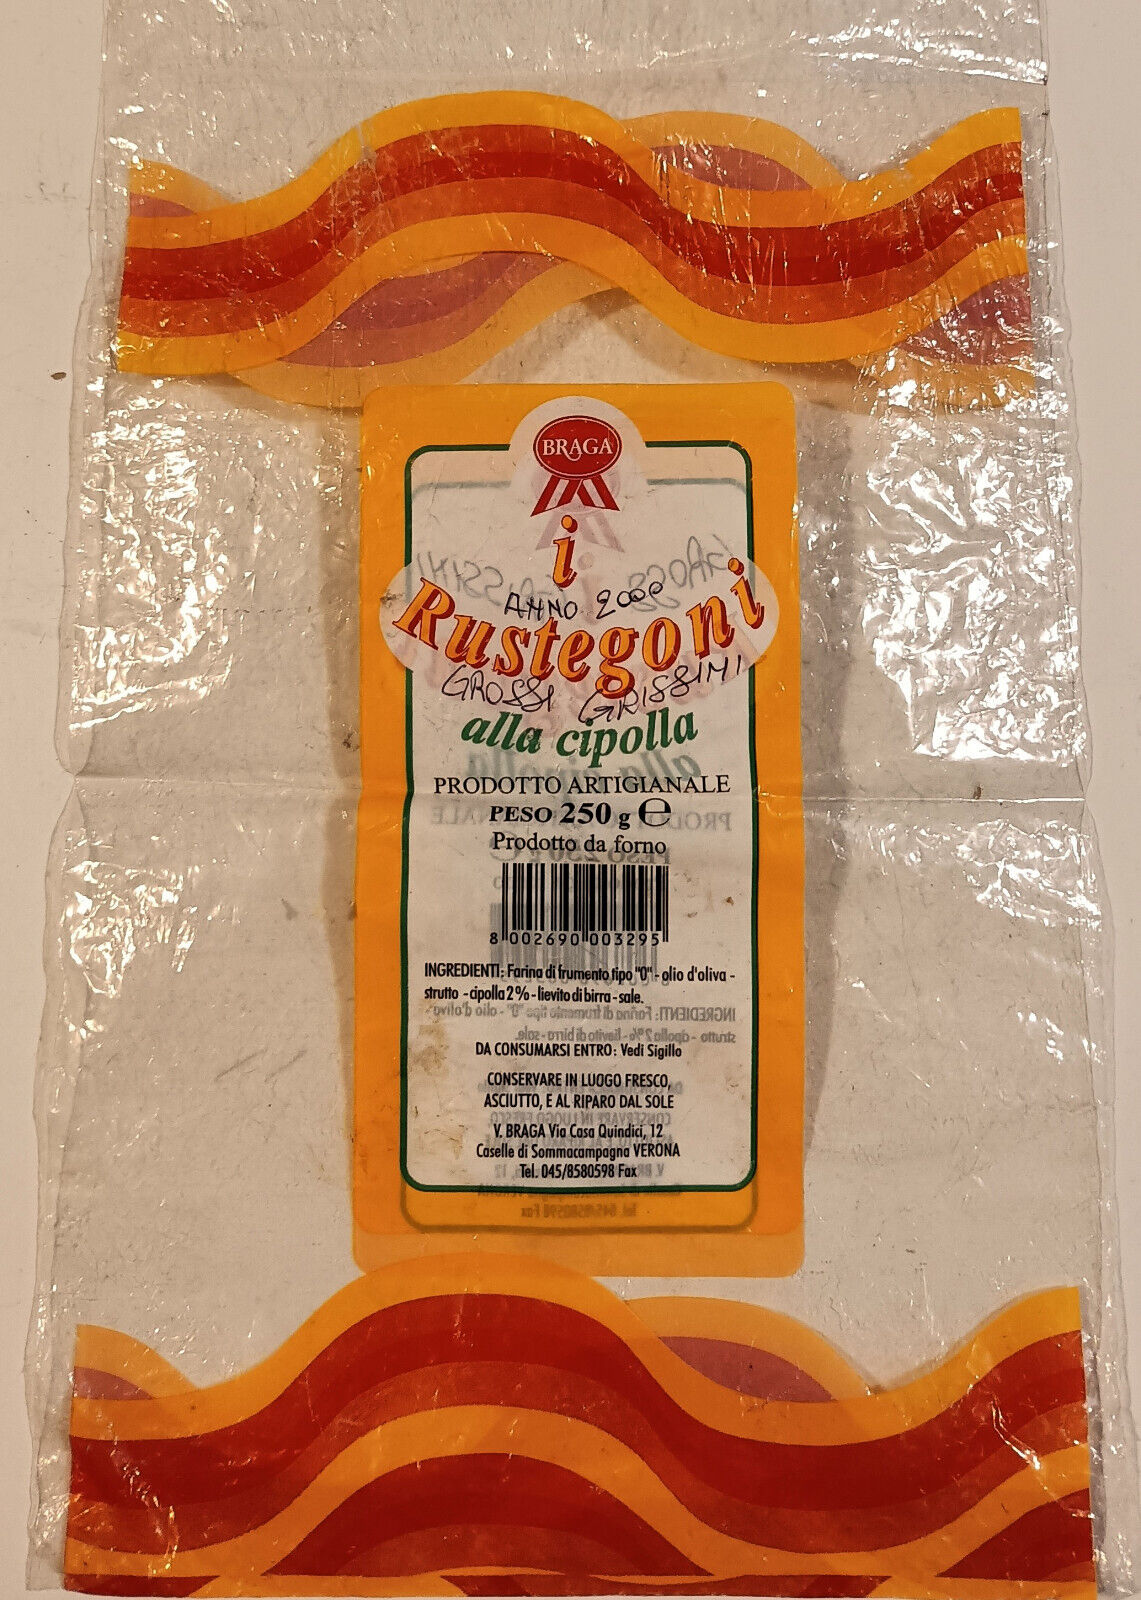 BRAGA
i
ANNO 2000
Rustegoni
GROSSI GRISSINI
alla cipolla
PRODOTTO ARTIGIANALE
PESO 250 g ℮
Prodotto da forno
8 002690 003295
INGREDIENTI: Farina di frumento tipo "0" - olio d'oliva -
strutto - cipolla 2% - lievito di birra - sale.
DA CONSUMARSI ENTRO: Vedi Sigillo
CONSERVARE IN LUOGO FRESCO,
ASCIUTTO, E AL RIPARO DAL SOLE
V. BRAGA Via Casa Quindici, 12
Caselle di Sommacampagna VERONA
Tel. 045/8580598 Fax